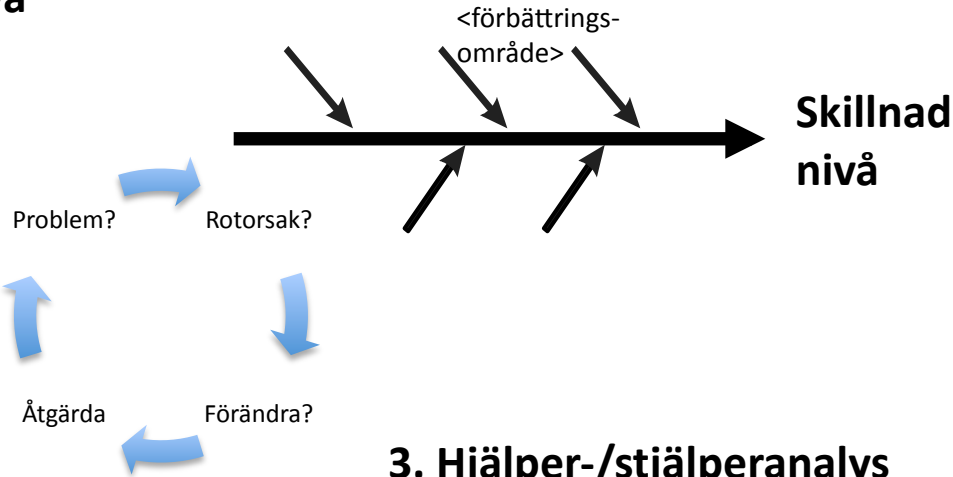 <förbättrings-
område>
Skillnad
nivå
Problem? Rotorsak?
Åtgärda Förändra?
3. Hjälper-/stjälperanalys